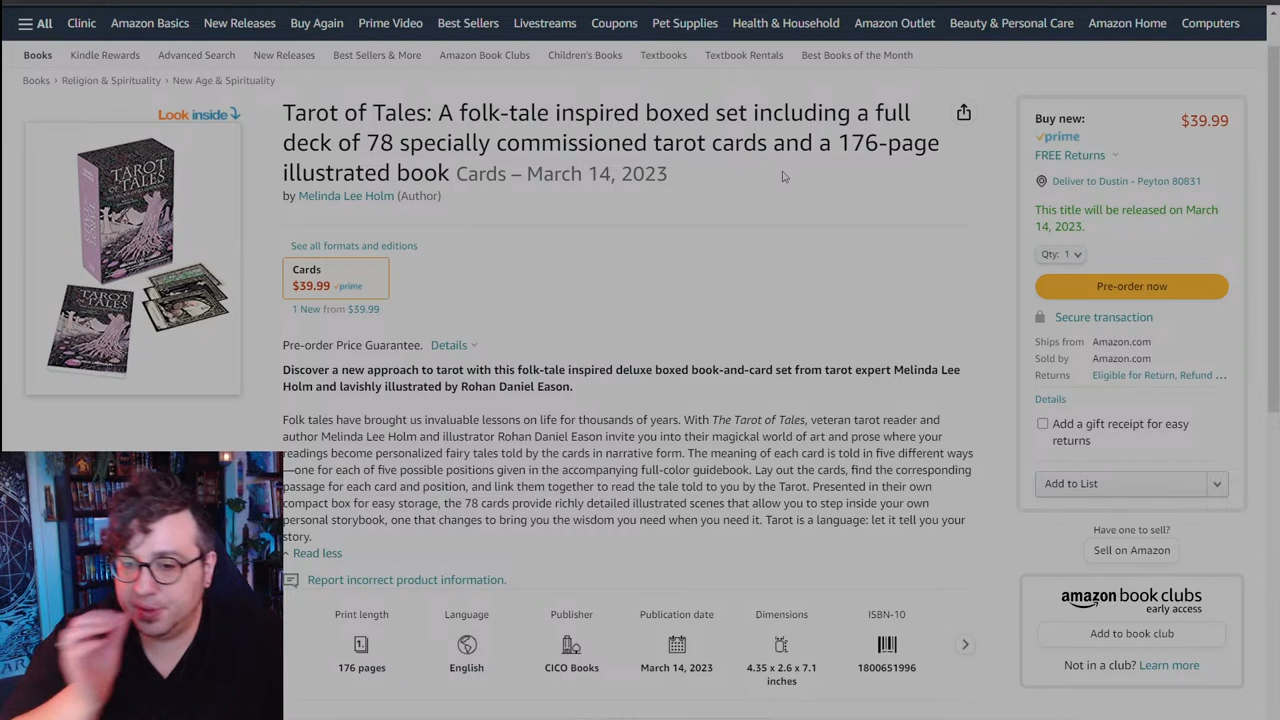 All Clinic Amazon Basics New Releases Buy Again Prime Video Best Sellers Livestreams Coupons Pet Supplies Health & Household Amazon Outlet Beauty & Personal Care Amazon Home Computers
Books Kindle Rewards Advanced Search New Releases Best Sellers & More Amazon Book Clubs Children's Books Textbooks Textbook Rentals Best Books of the Month
Books › Religion & Spirituality › New Age & Spirituality
Look inside
TAROT OF TALES
TAROT OF TALES
Tarot of Tales: A folk-tale inspired boxed set including a full
deck of 78 specially commissioned tarot cards and a 176-page
illustrated book Cards – March 14, 2023
by Melinda Lee Holm (Author)
See all formats and editions
Cards
$39.99 prime
1 New from $39.99
Pre-order Price Guarantee. Details
Discover a new approach to tarot with this folk-tale inspired deluxe boxed book-and-card set from tarot expert Melinda Lee
Holm and lavishly illustrated by Rohan Daniel Eason.
Folk tales have brought us invaluable lessons on life for thousands of years. With The Tarot of Tales, veteran tarot reader and
author Melinda Lee Holm and illustrator Rohan Daniel Eason invite you into their magickal world of art and prose where your
readings become personalized fairy tales told by the cards in narrative form. The meaning of each card is told in five different ways
—one for each of five possible positions given in the accompanying full-color guidebook. Lay out the cards, find the corresponding
passage for each card and position, and link them together to read the tale told to you by the Tarot. Presented in their own
compact box for easy storage, the 78 cards provide richly detailed illustrated scenes that allow you to step inside your own
personal storybook, one that changes to bring you the wisdom you need when you need it. Tarot is a language: let it tell you your
story.
Read less
Report incorrect product information.
Print length Language Publisher Publication date Dimensions ISBN-10
176 pages English CICO Books March 14, 2023 4.35 x 2.6 x 7.1 1800651996
inches
Buy new: $39.99
prime
FREE Returns
Deliver to Dustin - Peyton 80831
This title will be released on March
14, 2023.
Qty: 1
Pre-order now
Secure transaction
Ships from Amazon.com
Sold by Amazon.com
Returns Eligible for Return, Refund ...
Details
Add a gift receipt for easy
returns
Add to List
Have one to sell?
Sell on Amazon
amazon book clubs
early access
Add to book club
Not in a club? Learn more